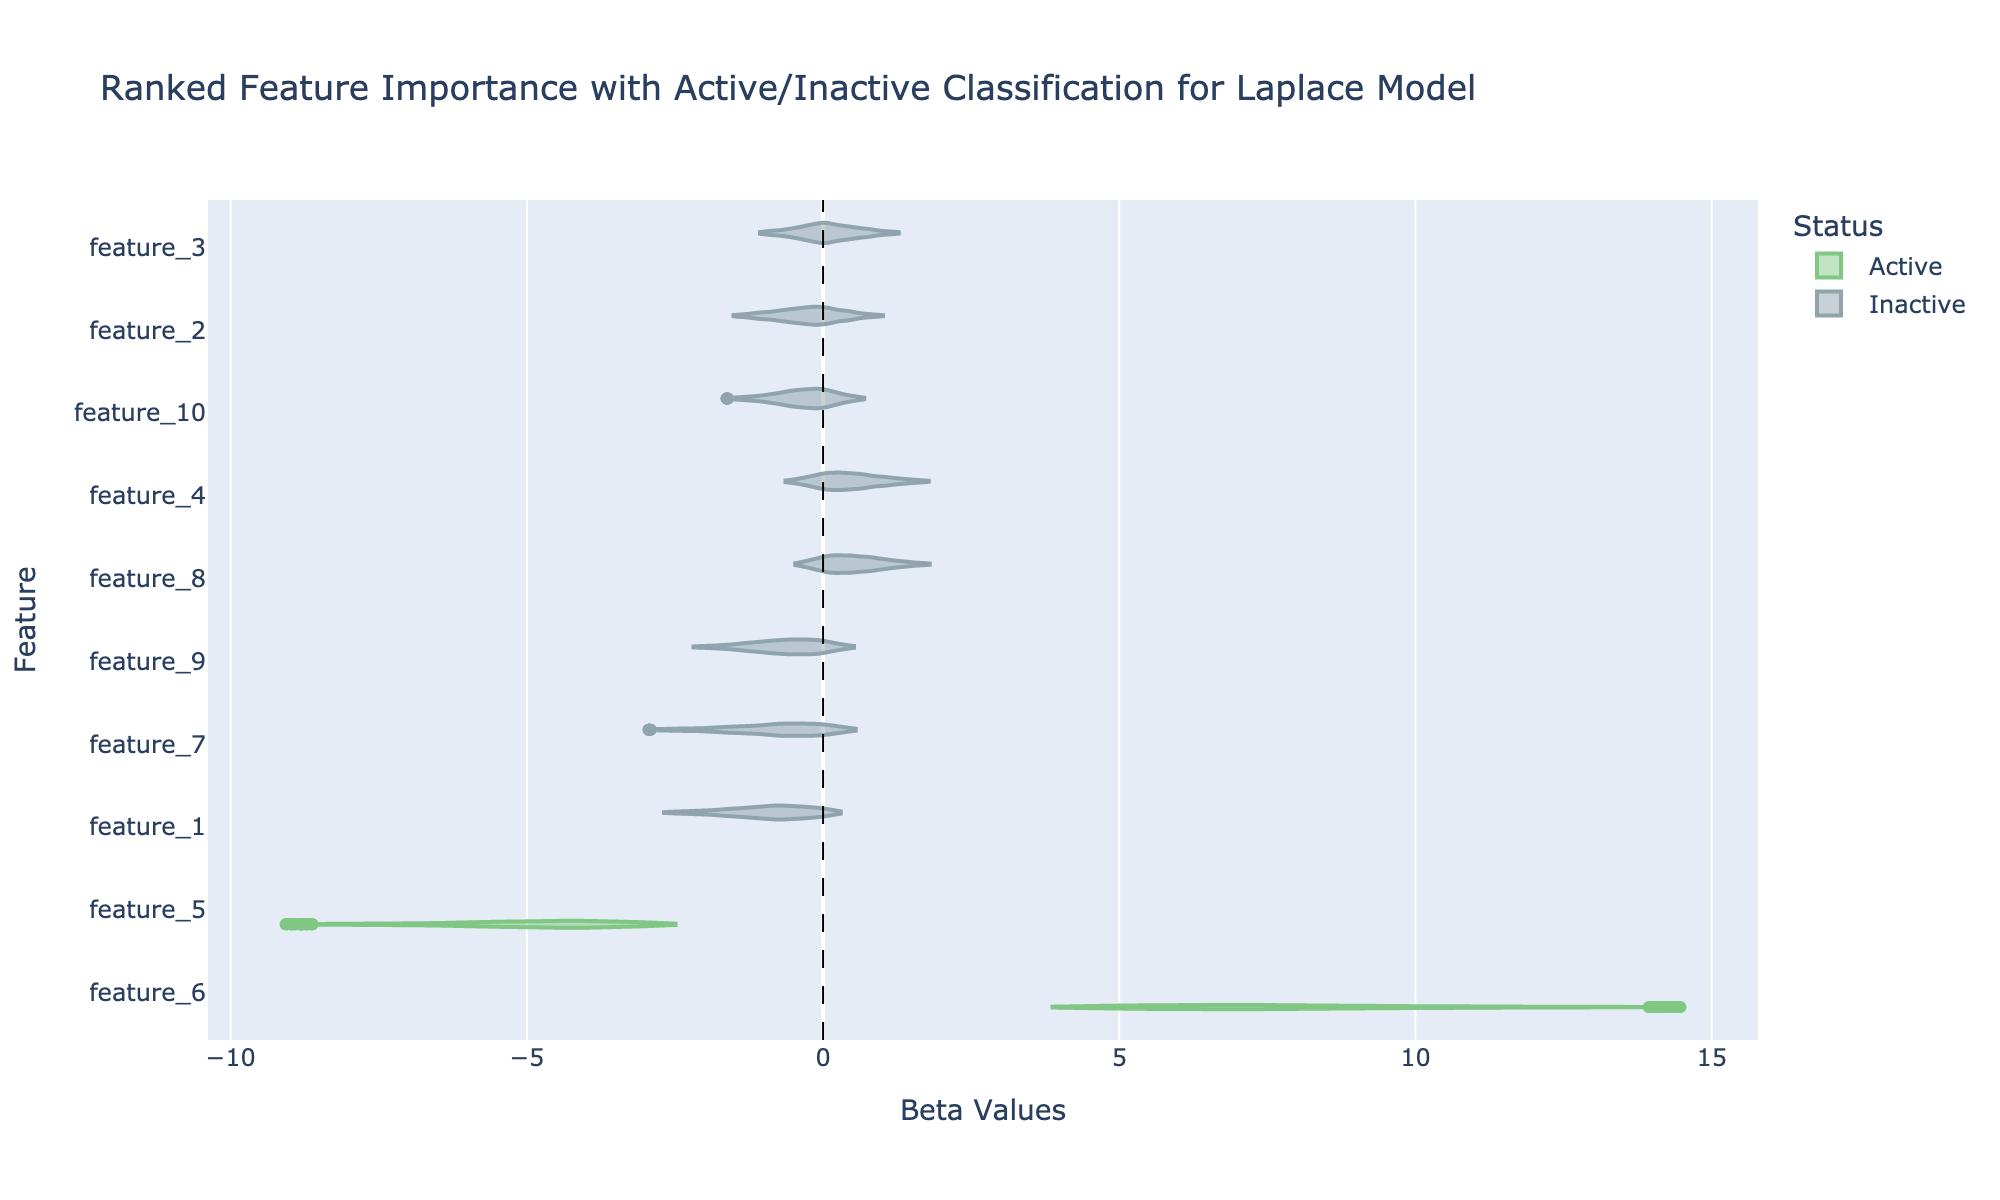 Ranked Feature Importance with Active/Inactive Classification for Laplace Model
Status
Active
Inactive
Feature
feature_3
feature_2
feature_10
feature_4
feature_8
feature_9
feature_7
feature_1
feature_5
feature_6
−10 −5 0 5 10 15
Beta Values